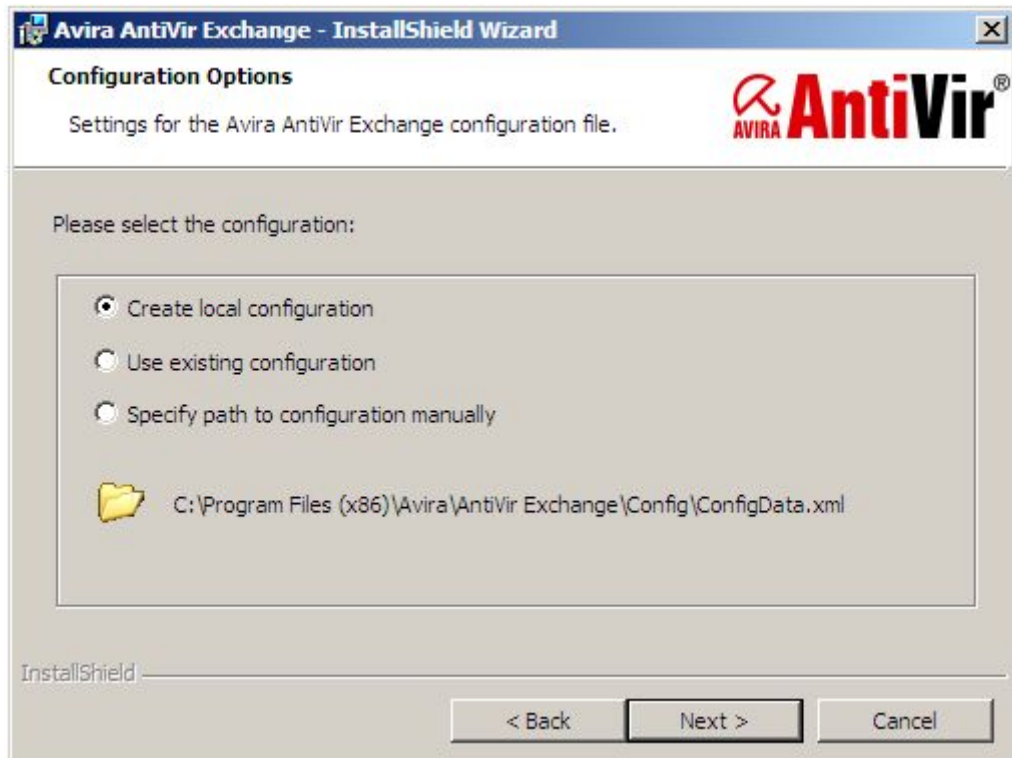 Avira AntiVir Exchange - InstallShield Wizard
Configuration Options
Settings for the Avira AntiVir Exchange configuration file.
AVIRA AntiVir®
Please select the configuration:
Create local configuration
Use existing configuration
Specify path to configuration manually
C:\Program Files (x86)\Avira\AntiVir Exchange\Config\ConfigData.xml
InstallShield
< Back Next > Cancel